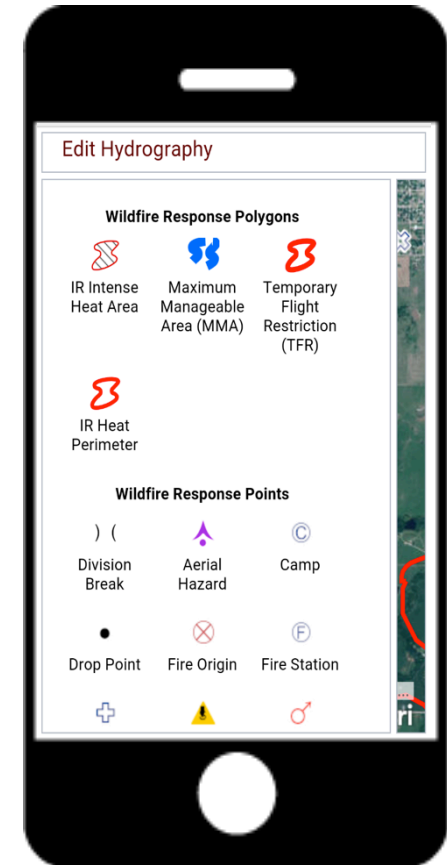 Edit Hydrography
Wildfire Response Polygons
IR Intense
Heat Area
Maximum
Manageable
Area (MMA)
Temporary
Flight
Restriction
(TFR)
IR Heat
Perimeter
Wildfire Response Points
) (
Division
Break
Aerial
Hazard
C
Camp
Drop Point
Fire Origin
F
Fire Station
...
ri